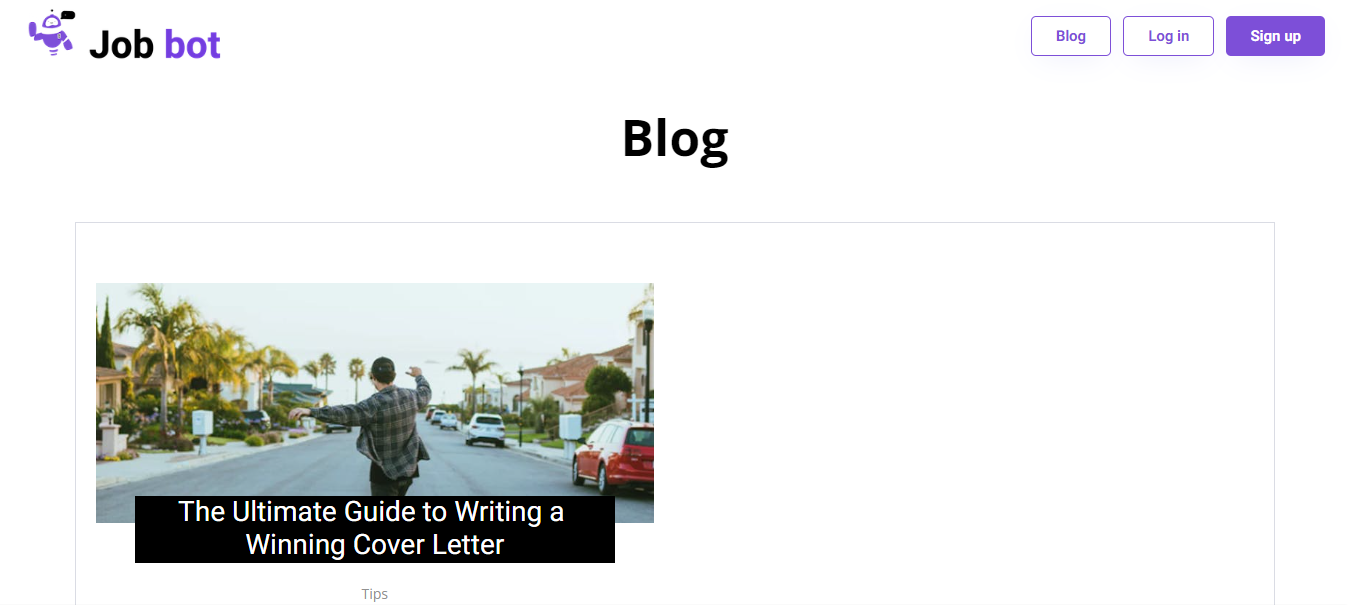 Job bot
Blog
Log in
Sign up
Blog
The Ultimate Guide to Writing a
Winning Cover Letter
Tips